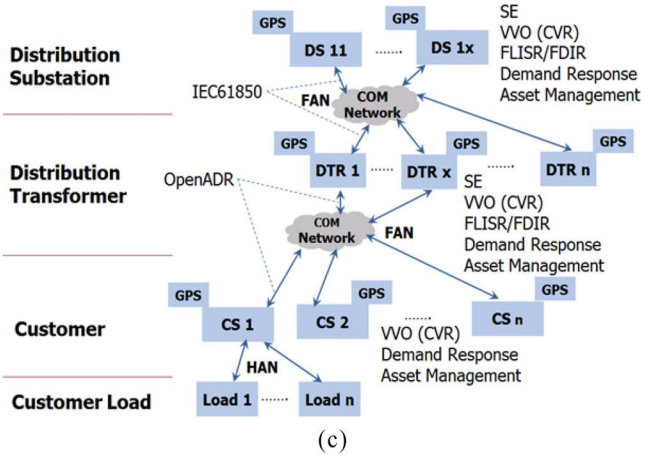 Distribution
Substation
GPS
DS 11
........
GPS
DS 1x
SE
VVO (CVR)
FLISR/FDIR
Demand Response
Asset Management
IEC61850
FAN
COM
Network
Distribution
Transformer
GPS
DTR 1
......
GPS
DTR x
......
GPS
DTR n
OpenADR
SE
VVO (CVR)
FLISR/FDIR
Demand Response
Asset Management
COM
Network
FAN
Customer
GPS
CS 1
GPS
CS 2
.......
GPS
CS n
VVO (CVR)
Demand Response
Asset Management
HAN
Customer Load
Load 1
.......
Load n
(c)